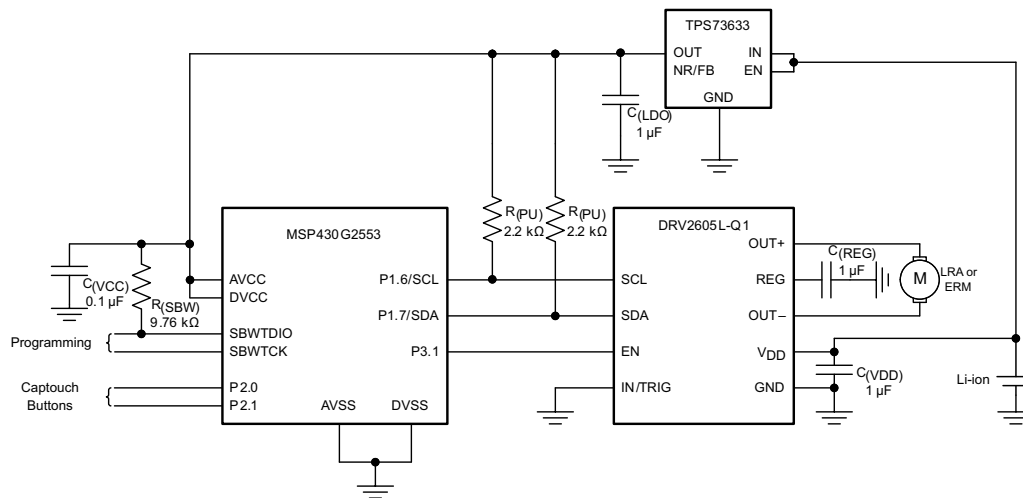 TPS73633
OUT
IN
NR/FB
EN
GND
C(LDO)
1 µF
R(PU)
2.2 kΩ
R(PU)
2.2 kΩ
MSP430G2553
DRV2605L-Q1
C(VCC)
0.1 µF
R(SBW)
9.76 kΩ
AVCC
DVCC
SBWTDIO
SBWTCK
P2.0
P2.1
P1.6/SCL
P1.7/SDA
P3.1
AVSS
DVSS
Programming
Captouch
Buttons
SCL
SDA
EN
IN/TRIG
OUT+
REG
OUT−
VDD
GND
C(REG)
1 µF
M
LRA or
ERM
C(VDD)
1 µF
Li-ion